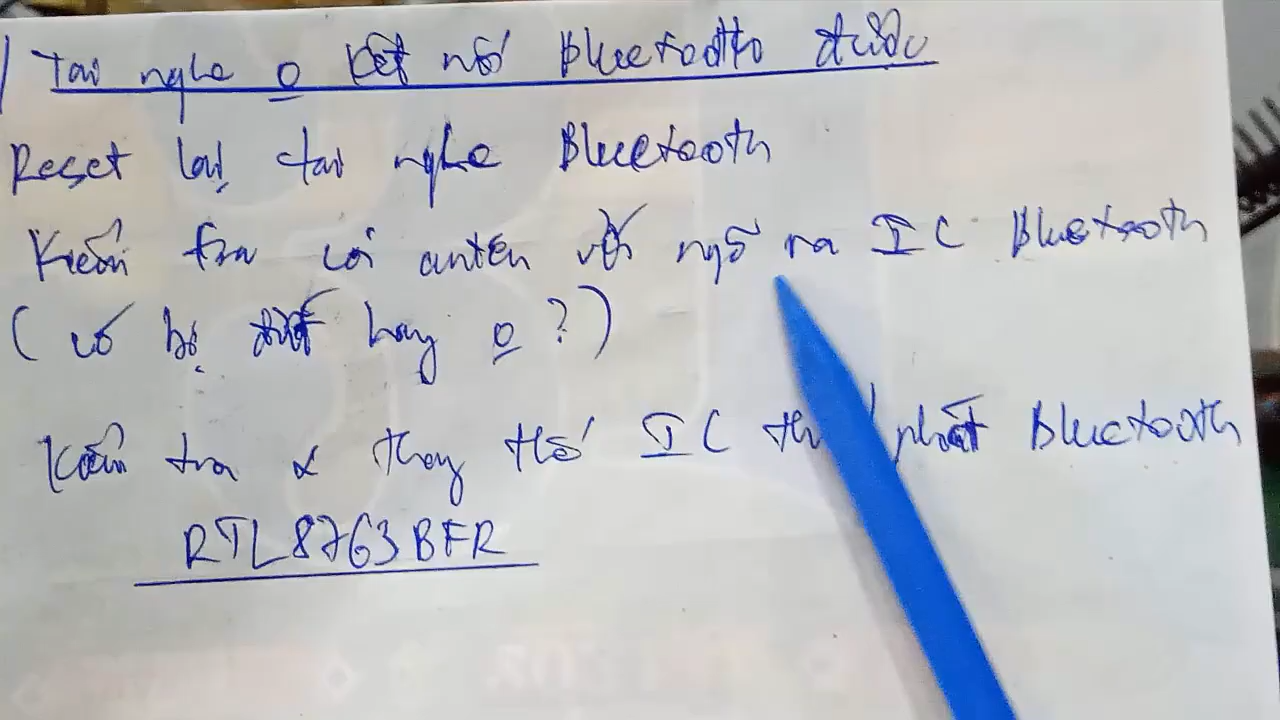 Tai nghe o kết nối Bluetooth được
Reset lại tai nghe Bluetooth
Kiểm tra lối anten với ngõ ra IC Bluetooth
(có bị đứt hay o?)
Kiểm tra & thay thế IC phát Bluetooth
RTL8763BFR